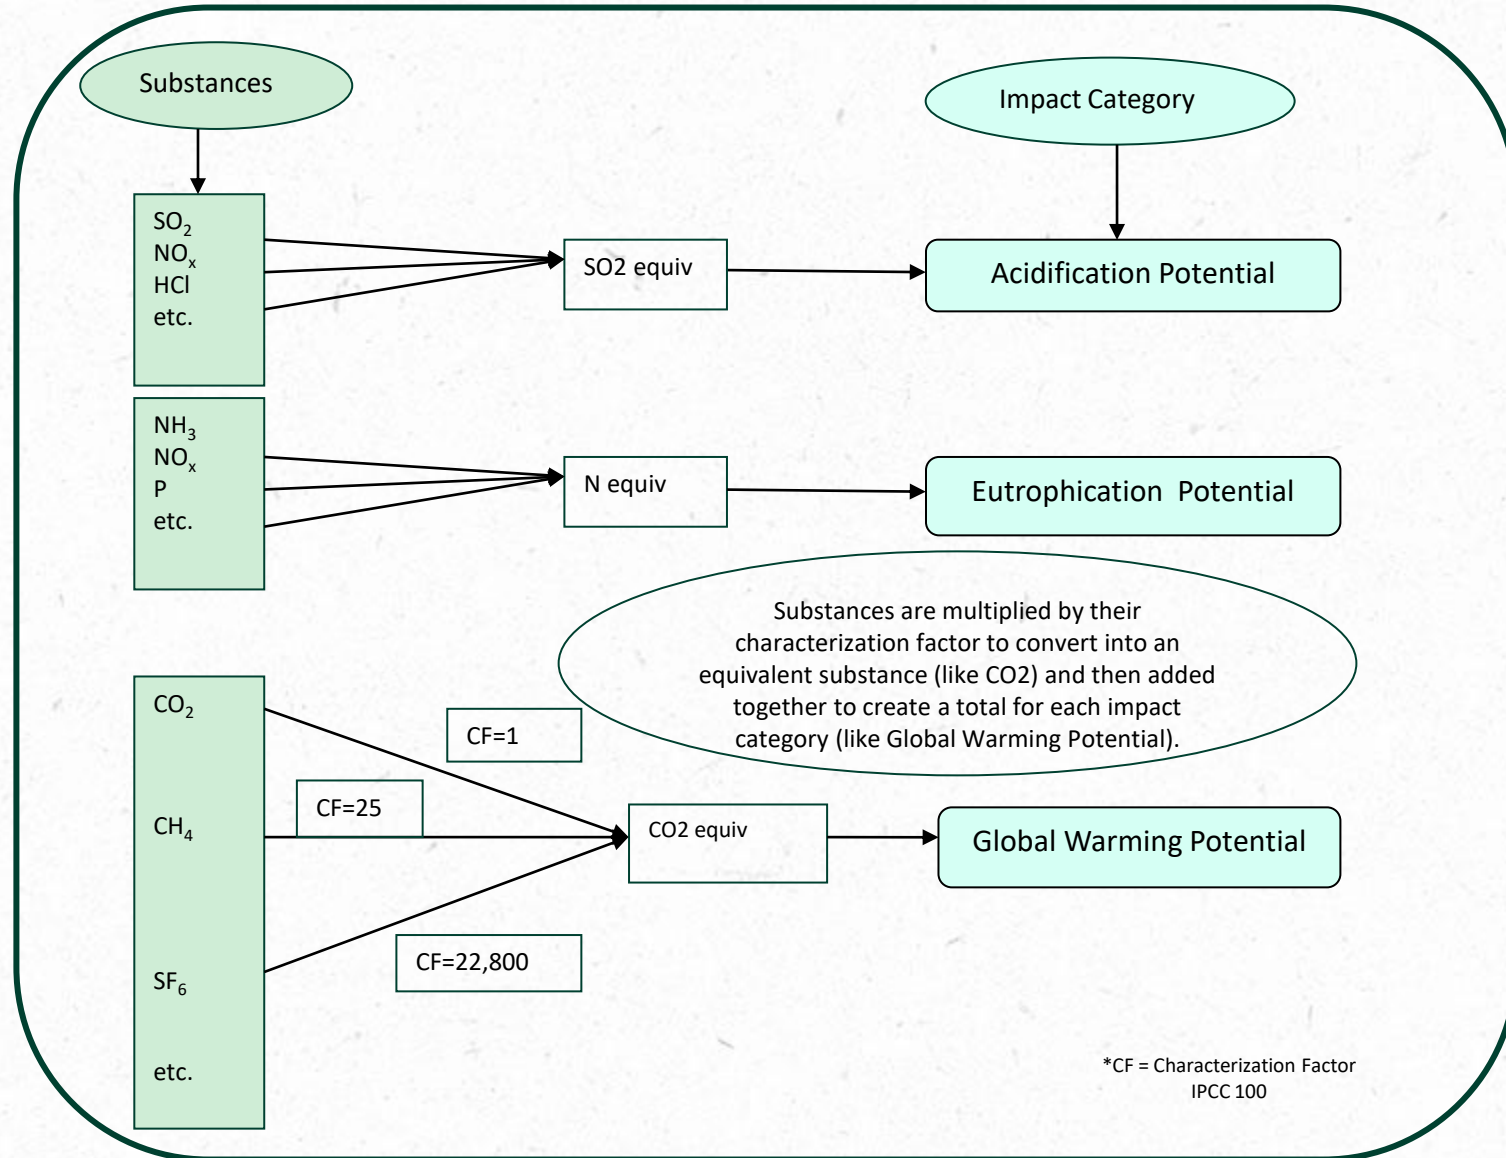 Substances
Impact Category
SO₂
NOₓ
HCl
etc.
SO2 equiv
Acidification Potential
NH₃
NOₓ
P
etc.
N equiv
Eutrophication  Potential
Substances are multiplied by their
characterization factor to convert into an
equivalent substance (like CO2) and then added
together to create a total for each impact
category (like Global Warming Potential).
CO₂
CF=1
CF=25
CH₄
CO2 equiv
Global Warming Potential
CF=22,800
SF₆
etc.
*CF = Characterization Factor
IPCC 100